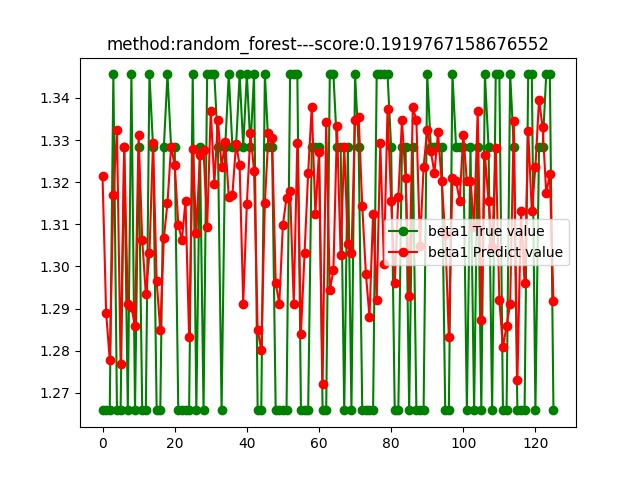 method:random_forest---score:0.1919767158676552
1.34
1.33
1.32
1.31
1.30
1.29
1.28
1.27
beta1 True value
beta1 Predict value
0 20 40 60 80 100 120